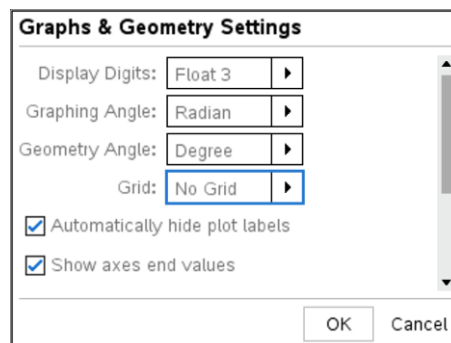 Graphs & Geometry Settings
Display Digits: Float 3
Graphing Angle: Radian
Geometry Angle: Degree
Grid: No Grid
Automatically hide plot labels
Show axes end values
OK Cancel